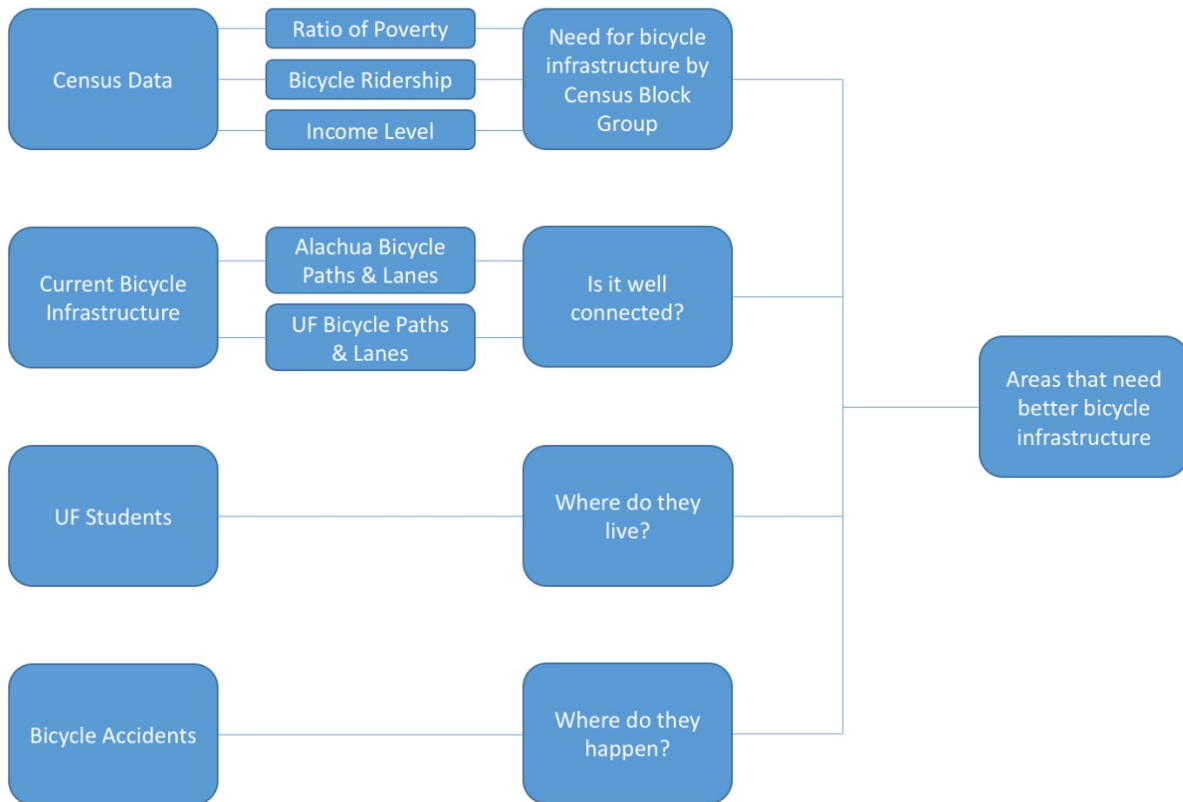 Census Data
Ratio of Poverty
Bicycle Ridership
Income Level
Need for bicycle
infrastructure by
Census Block
Group
Current Bicycle
Infrastructure
Alachua Bicycle
Paths & Lanes
UF Bicycle Paths
& Lanes
Is it well
connected?
Areas that need
better bicycle
infrastructure
UF Students
Where do they
live?
Bicycle Accidents
Where do they
happen?